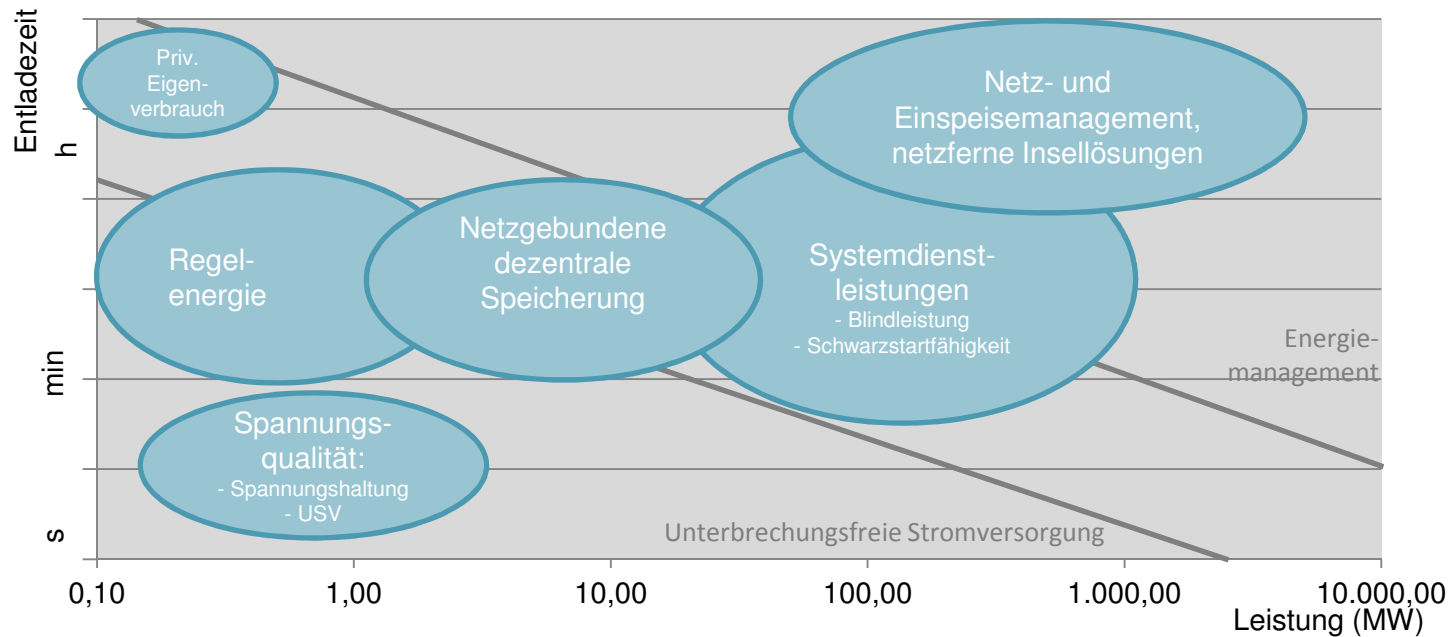 Entladezeit
h
min
s
Priv.
Eigen-
verbrauch
Netz- und
Einspeisemanagement,
netzferne Insellösungen
Regel-
energie
Netzgebundene
dezentrale
Speicherung
Systemdienst-
leistungen
- Blindleistung
- Schwarzstartfähigkeit
Energie-
management
Spannungs-
qualität:
- Spannungshaltung
- USV
Unterbrechungsfreie Stromversorgung
0,10 1,00 10,00 100,00 1.000,00 10.000,00
Leistung (MW)